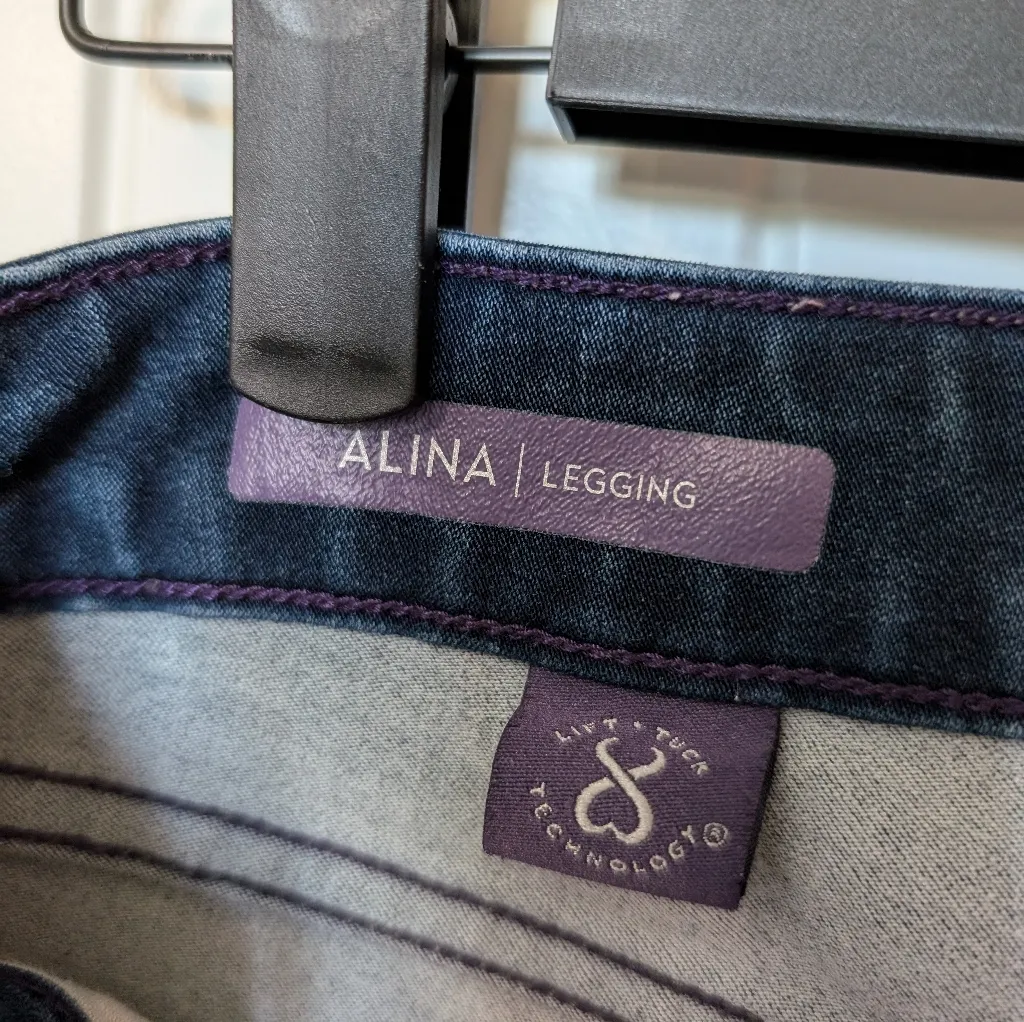 ALINA | LEGGING
LIFT • TUCK
TECHNOLOGY®